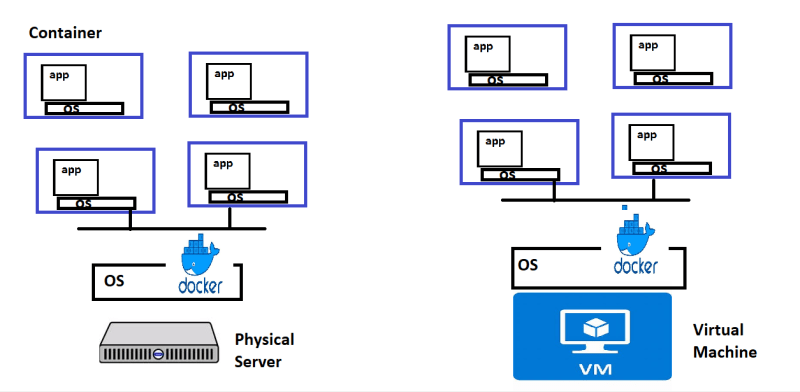 Container
app
OS
app
OS
app
OS
app
OS
OS
docker
Physical
Server
app
OS
app
OS
app
OS
app
OS
OS
docker
VM
Virtual
Machine